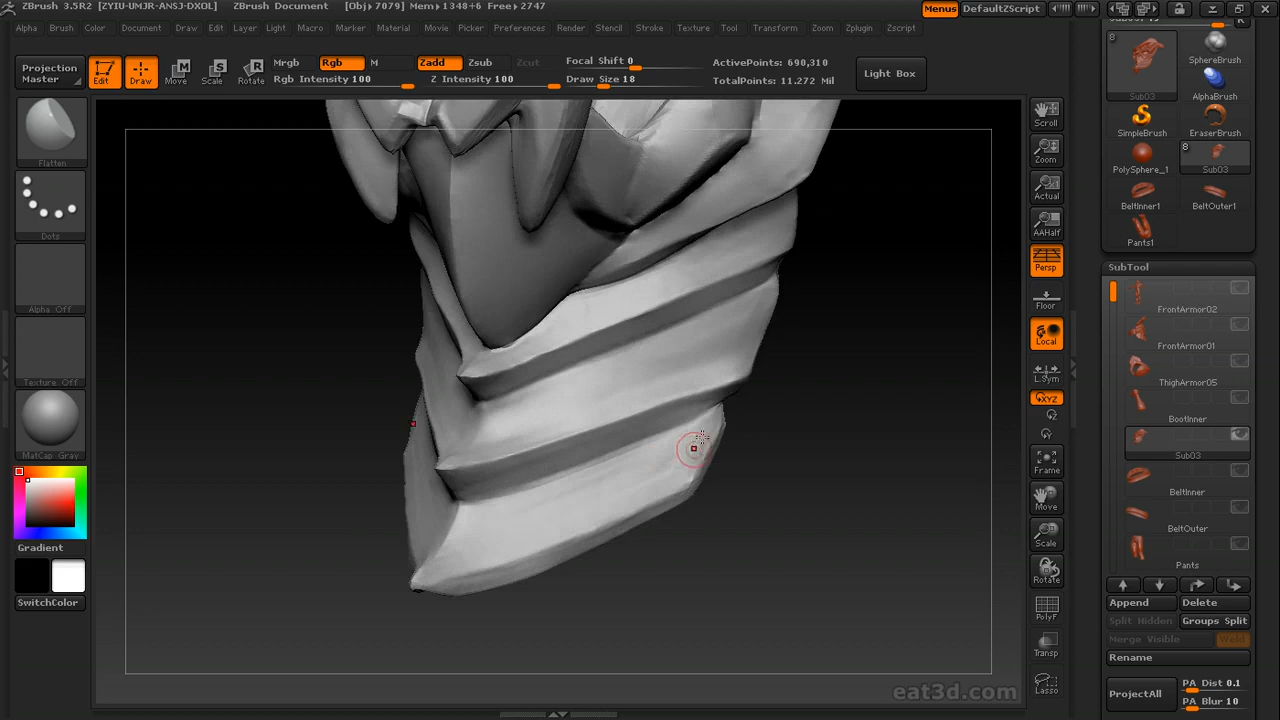 ZBrush 3.5R2 [ZYIU-UMJR-ANSJ-DXOL] ZBrush Document [Obj▸7079] Mem▸1348+6 Free▸2747 Menus DefaultZScript
Alpha Brush Color Document Draw Edit Layer Light Macro Marker Material Movie Picker Preferences Render Stencil Stroke Texture Tool Transform Zoom Zplugin Zscript
Projection Master
Edit Draw Move Scale Rotate
Mrgb Rgb M Zadd Zsub Zcut
Rgb Intensity 100 Z Intensity 100
Focal Shift 0
Draw Size 18
ActivePoints: 690,310
TotalPoints: 11.272 Mil
Light Box
Flatten
Dots
Alpha Off
Texture Off
MatCap Gray
Gradient
SwitchColor
Scroll
Zoom
Actual
AAHalf
Persp
Floor
Local
L.Sym
XYZ
Y
Y
Frame
Move
Scale
Rotate
PolyF
Transp
Lasso
8
Sub03
SphereBrush
AlphaBrush
SimpleBrush EraserBrush
8
PolySphere_1 Sub03
BeltInner1 BeltOuter1
Pants1
SubTool
FrontArmor02
FrontArmor01
ThighArmor05
BootInner
Sub03
BeltInner
BeltOuter
Pants
Append Delete
Split Hidden Groups Split
Merge Visible Weld
Rename
ProjectAll
PA Dist 0.1
PA Blur 10
eat3d.com